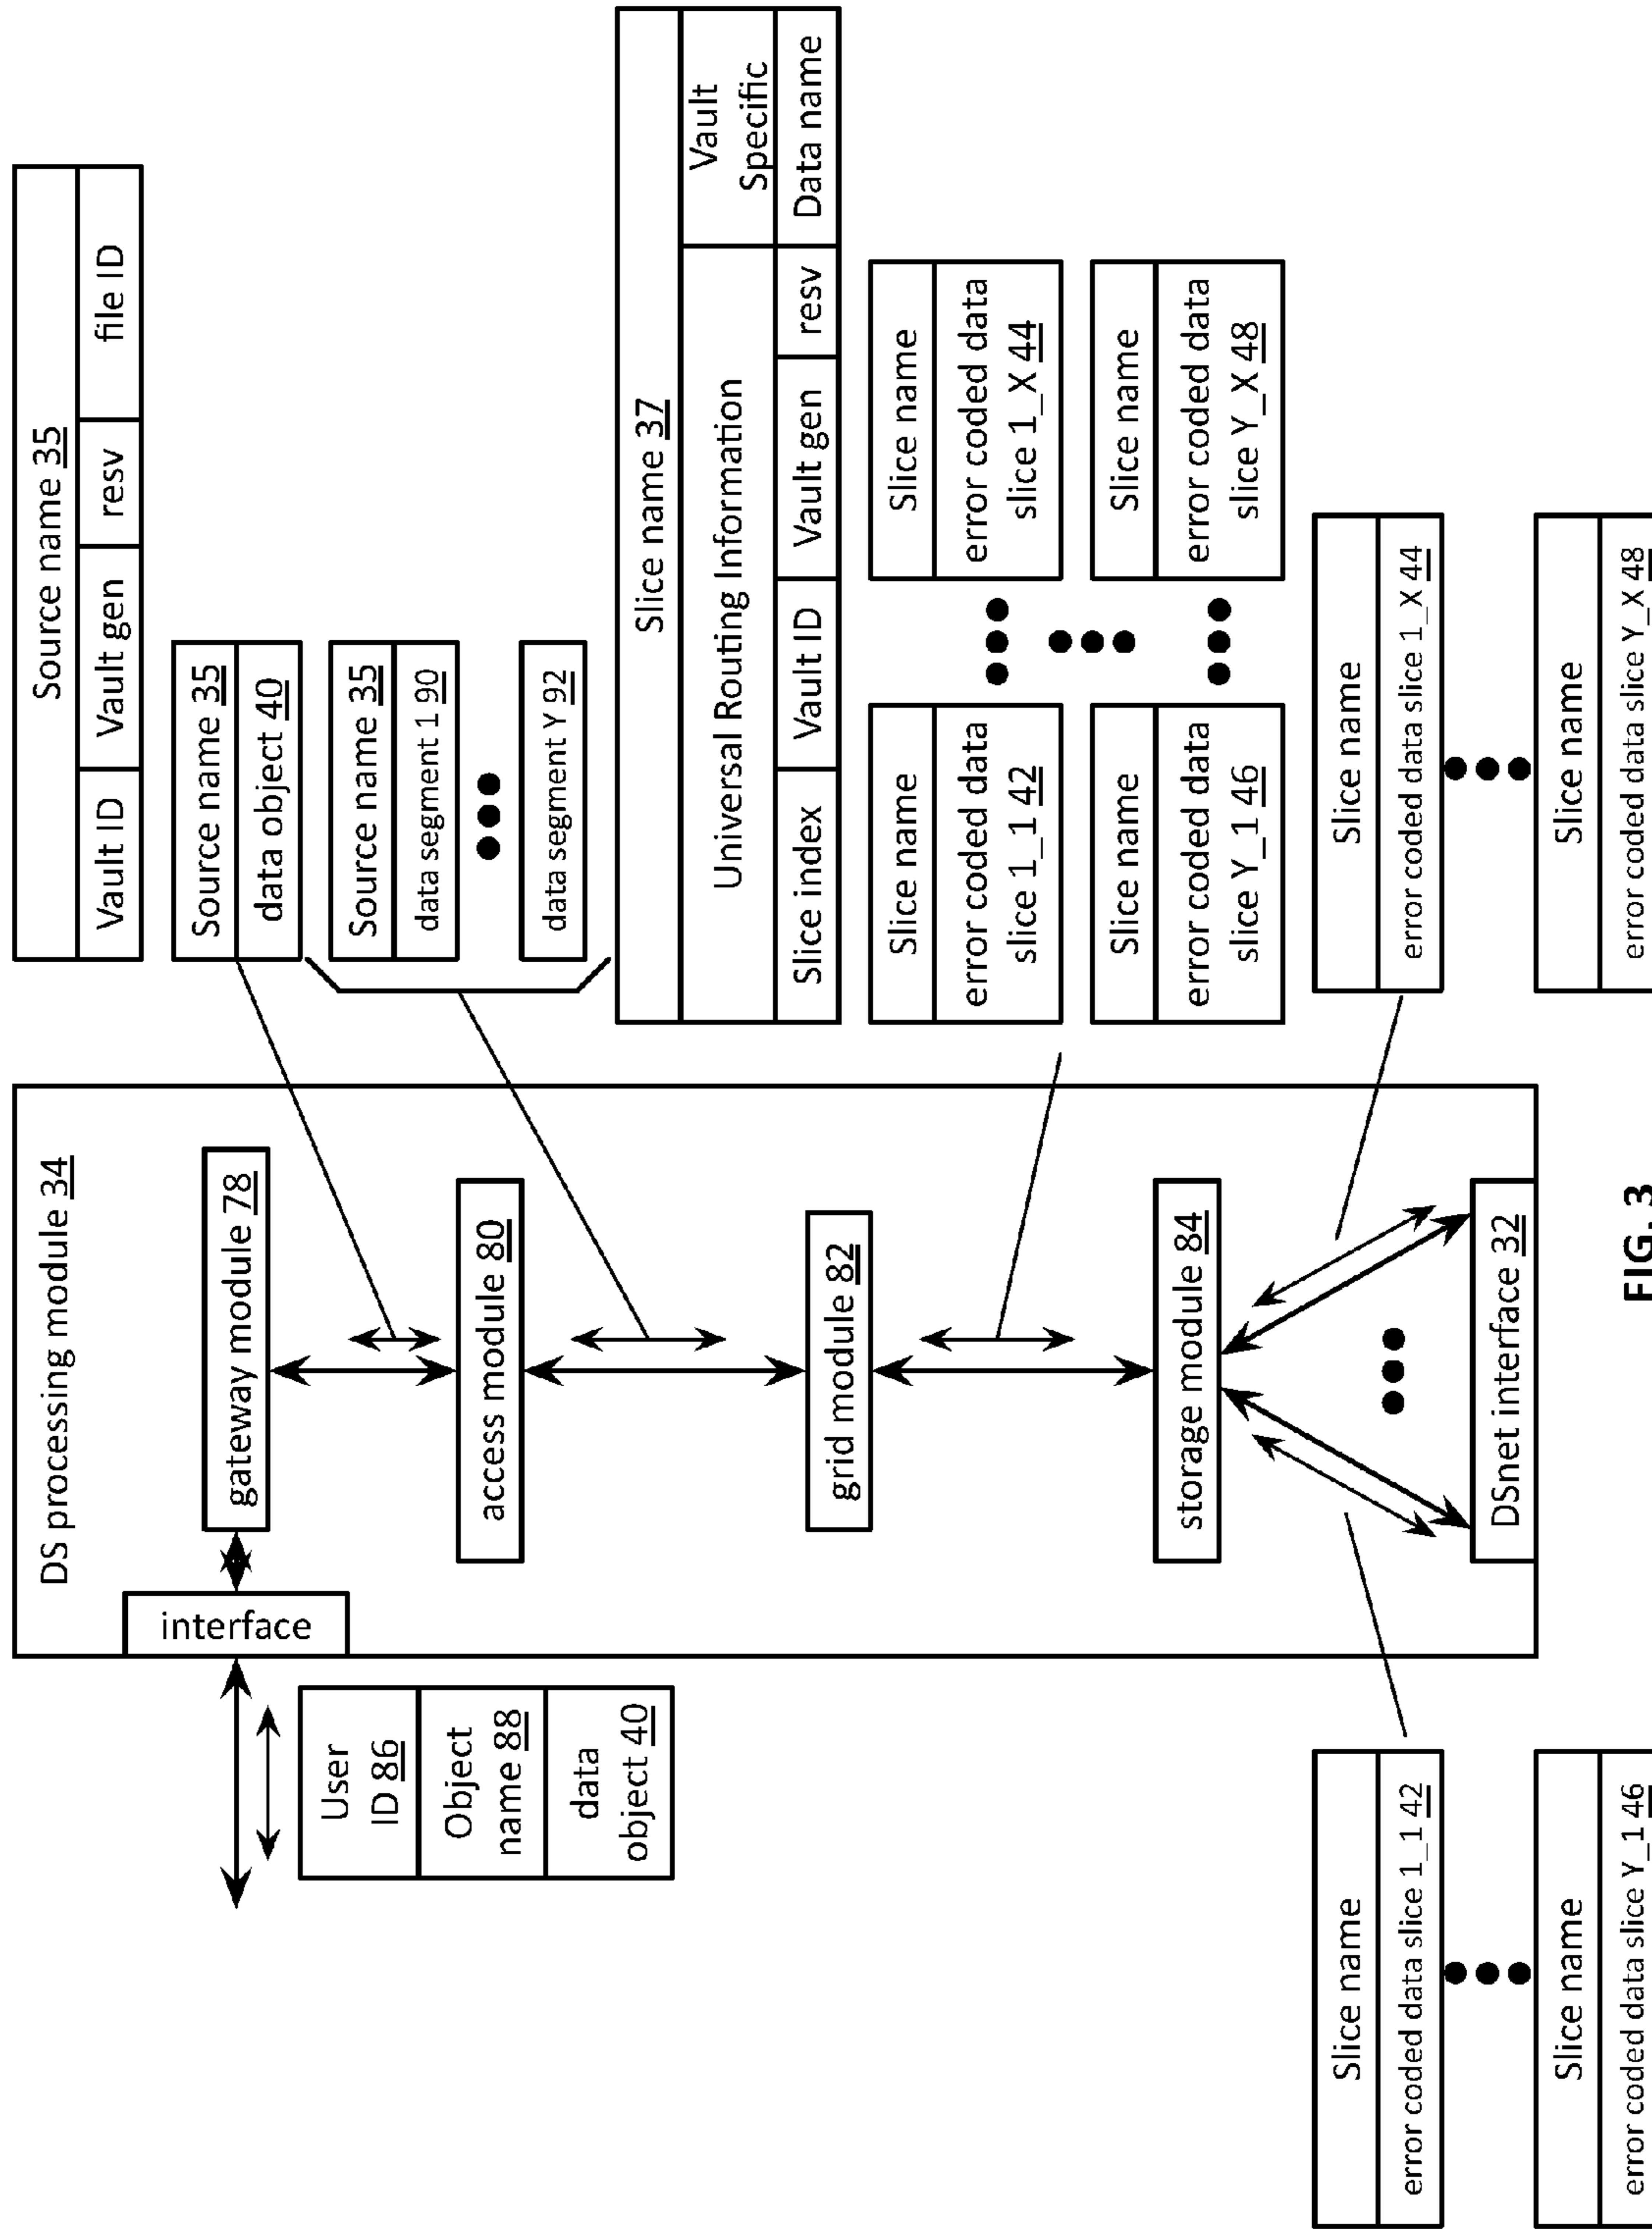 DS processing module 34
interface
gateway module 78
access module 80
grid module 82
storage module 84
DSnet interface 32
User
ID 86
Object
name 88
data
object 40
Source name 35
Vault ID
Vault gen
resv
file ID
Source name 35
data object 40
Source name 35
data segment 1 90
data segment Y 92
Slice name 37
Universal Routing Information
Vault
Specific
Slice index
Vault ID
Vault gen
resv
Data name
Slice name
error coded data
slice 1_1 42
Slice name
error coded data
slice 1_X 44
Slice name
error coded data
slice Y_1 46
Slice name
error coded data
slice Y_X 48
Slice name
error coded data slice 1_1 42
Slice name
error coded data slice Y_1 46
Slice name
error coded data slice 1_X 44
Slice name
error coded data slice Y_X 48
FIG. 3